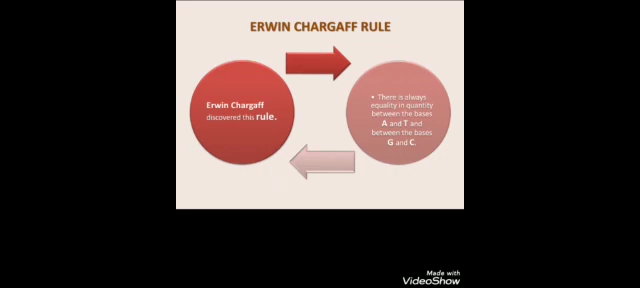 ERWIN CHARGAFF RULE
Erwin Chargaff
discovered this rule.
• There is always
equality in quantity
between the bases
A and T and
between the bases
G and C.
Made with
VideoShow